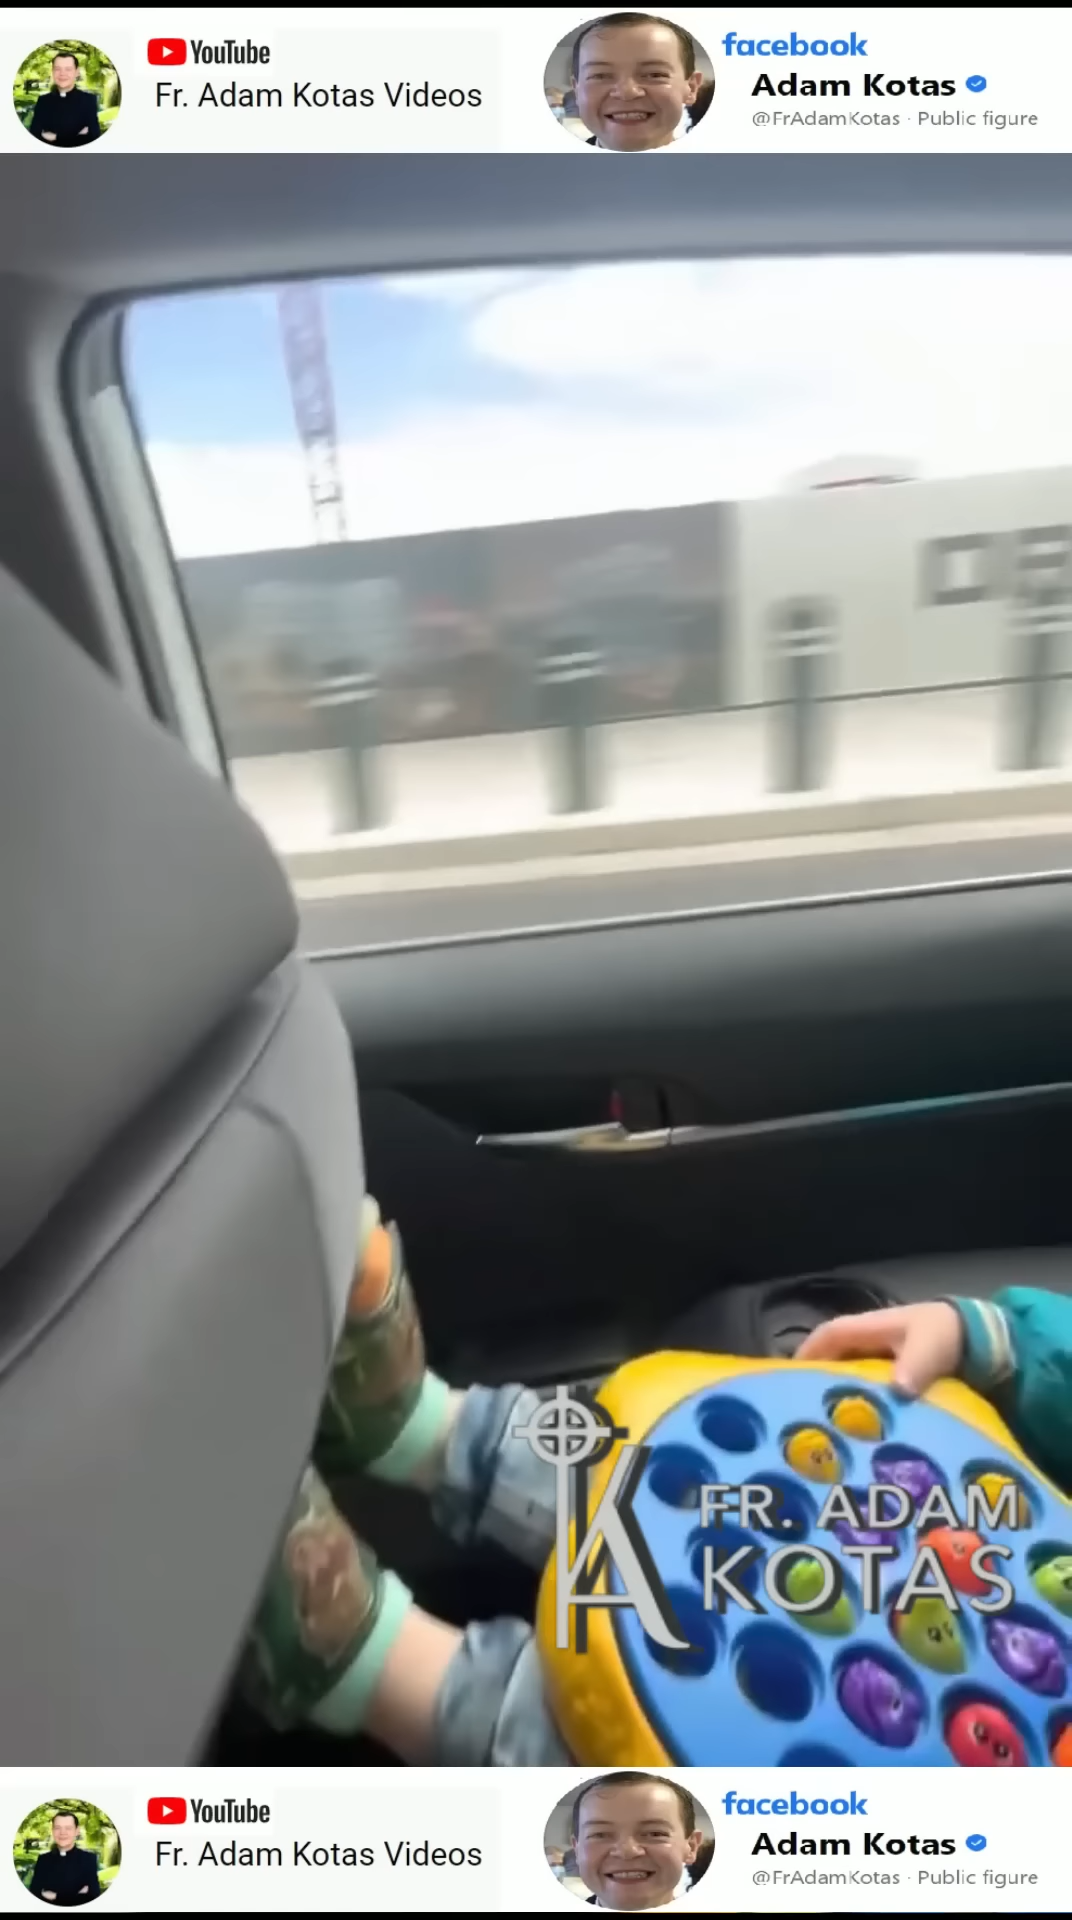 YouTube
Fr. Adam Kotas Videos
facebook
Adam Kotas
@FrAdamKotas · Public figure
FR. ADAM
KOTAS
YouTube
Fr. Adam Kotas Videos
facebook
Adam Kotas
@FrAdamKotas · Public figure